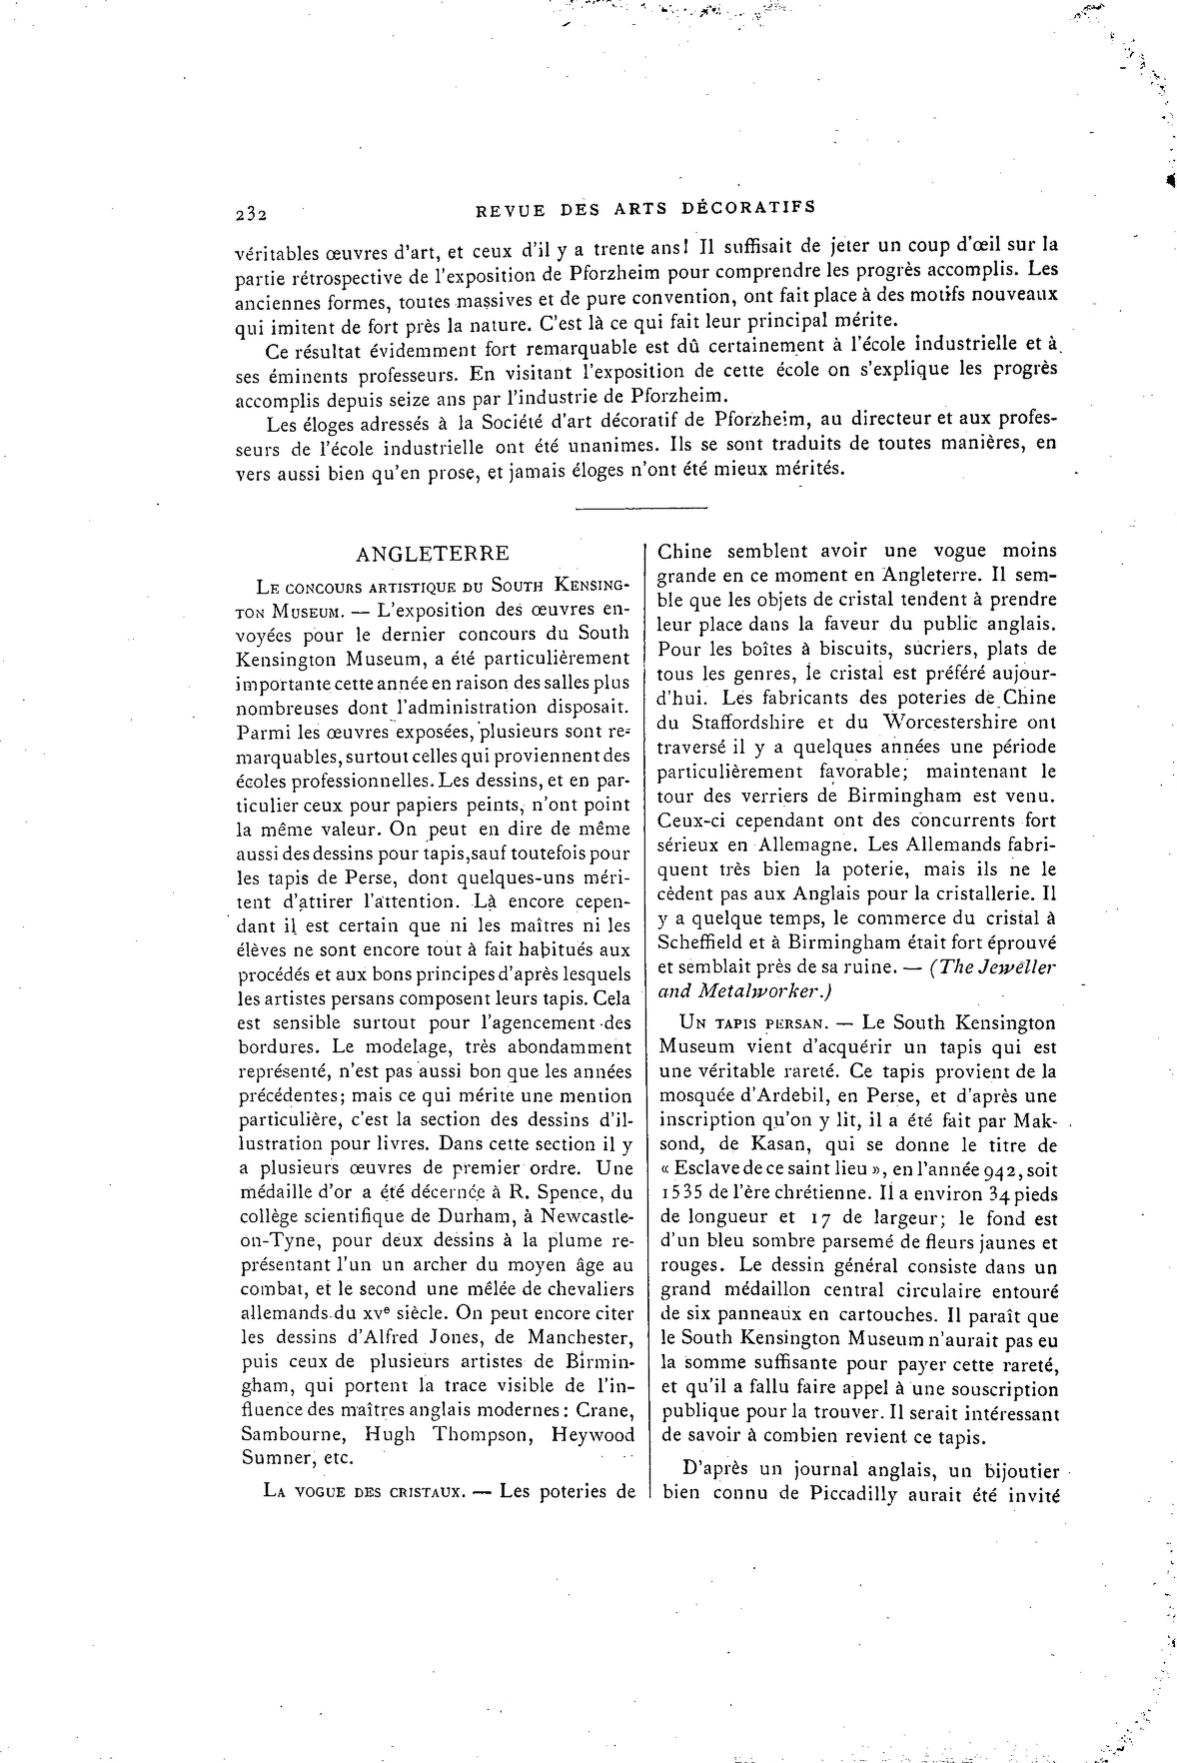 232
REVUE DES ARTS DÉCORATIFS
véritables œuvres d'art, et ceux d'il y a trente ans! Il suffisait de jeter un coup d'œil sur la
partie rétrospective de l'exposition de Pforzheim pour comprendre les progrès accomplis. Les
anciennes formes, toutes massives et de pure convention, ont fait place à des motifs nouveaux
qui imitent de fort près la nature. C'est là ce qui fait leur principal mérite.
Ce résultat évidemment fort remarquable est dû certainement à l'école industrielle et à
ses éminents professeurs. En visitant l'exposition de cette école on s'explique les progrès
accomplis depuis seize ans par l'industrie de Pforzheim.
Les éloges adressés à la Société d'art décoratif de Pforzheim, au directeur et aux profes-
seurs de l'école industrielle ont été unanimes. Ils se sont traduits de toutes manières, en
vers aussi bien qu'en prose, et jamais éloges n'ont été mieux mérités.
ANGLETERRE
LE CONCOURS ARTISTIQUE DU SOUTH KENSING-
TON MUSEUM. — L'exposition des œuvres en-
voyées pour le dernier concours du South
Kensington Museum, a été particulièrement
importante cette année en raison des salles plus
nombreuses dont l'administration disposait.
Parmi les œuvres exposées, plusieurs sont re-
marquables, surtout celles qui proviennent des
écoles professionnelles. Les dessins, et en par-
ticulier ceux pour papiers peints, n'ont point
la même valeur. On peut en dire de même
aussi des dessins pour tapis, sauf toutefois pour
les tapis de Perse, dont quelques-uns méri-
tent d'attirer l'attention. Là encore cepen-
dant il est certain que ni les maîtres ni les
élèves ne sont encore tout à fait habitués aux
procédés et aux bons principes d'après lesquels
les artistes persans composent leurs tapis. Cela
est sensible surtout pour l'agencement des
bordures. Le modelage, très abondamment
représenté, n'est pas aussi bon que les années
précédentes; mais ce qui mérite une mention
particulière, c'est la section des dessins d'il-
lustration pour livres. Dans cette section il y
a plusieurs œuvres de premier ordre. Une
médaille d'or a été décernée à R. Spence, du
collège scientifique de Durham, à Newcastle-
on-Tyne, pour deux dessins à la plume re-
présentant l'un un archer du moyen âge au
combat, et le second une mêlée de chevaliers
allemands du XVe siècle. On peut encore citer
les dessins d'Alfred Jones, de Manchester,
puis ceux de plusieurs artistes de Birmin-
gham, qui portent la trace visible de l'in-
fluence des maîtres anglais modernes: Crane,
Sambourne, Hugh Thompson, Heywood
Sumner, etc.
LA VOGUE DES CRISTAUX. — Les poteries de
Chine semblent avoir une vogue moins
grande en ce moment en Angleterre. Il sem-
ble que les objets de cristal tendent à prendre
leur place dans la faveur du public anglais.
Pour les boîtes à biscuits, sucriers, plats de
tous les genres, le cristal est préféré aujour-
d'hui. Les fabricants des poteries de Chine
du Staffordshire et du Worcestershire ont
traversé il y a quelques années une période
particulièrement favorable; maintenant le
tour des verriers de Birmingham est venu.
Ceux-ci cependant ont des concurrents fort
sérieux en Allemagne. Les Allemands fabri-
quent très bien la poterie, mais ils ne le
cèdent pas aux Anglais pour la cristallerie. Il
y a quelque temps, le commerce du cristal à
Scheffield et à Birmingham était fort éprouvé
et semblait près de sa ruine. — (The Jeweller
and Metalworker.)
UN TAPIS PERSAN. — Le South Kensington
Museum vient d'acquérir un tapis qui est
une véritable rareté. Ce tapis provient de la
mosquée d'Ardebil, en Perse, et d'après une
inscription qu'on y lit, il a été fait par Mak-
sond, de Kasan, qui se donne le titre de
« Esclave de ce saint lieu », en l'année 942, soit
1535 de l'ère chrétienne. Il a environ 34 pieds
de longueur et 17 de largeur; le fond est
d'un bleu sombre parsemé de fleurs jaunes et
rouges. Le dessin général consiste dans un
grand médaillon central circulaire entouré
de six panneaux en cartouches. Il paraît que
le South Kensington Museum n'aurait pas eu
la somme suffisante pour payer cette rareté,
et qu'il a fallu faire appel à une souscription
publique pour la trouver. Il serait intéressant
de savoir à combien revient ce tapis.
D'après un journal anglais, un bijoutier
bien connu de Piccadilly aurait été invité